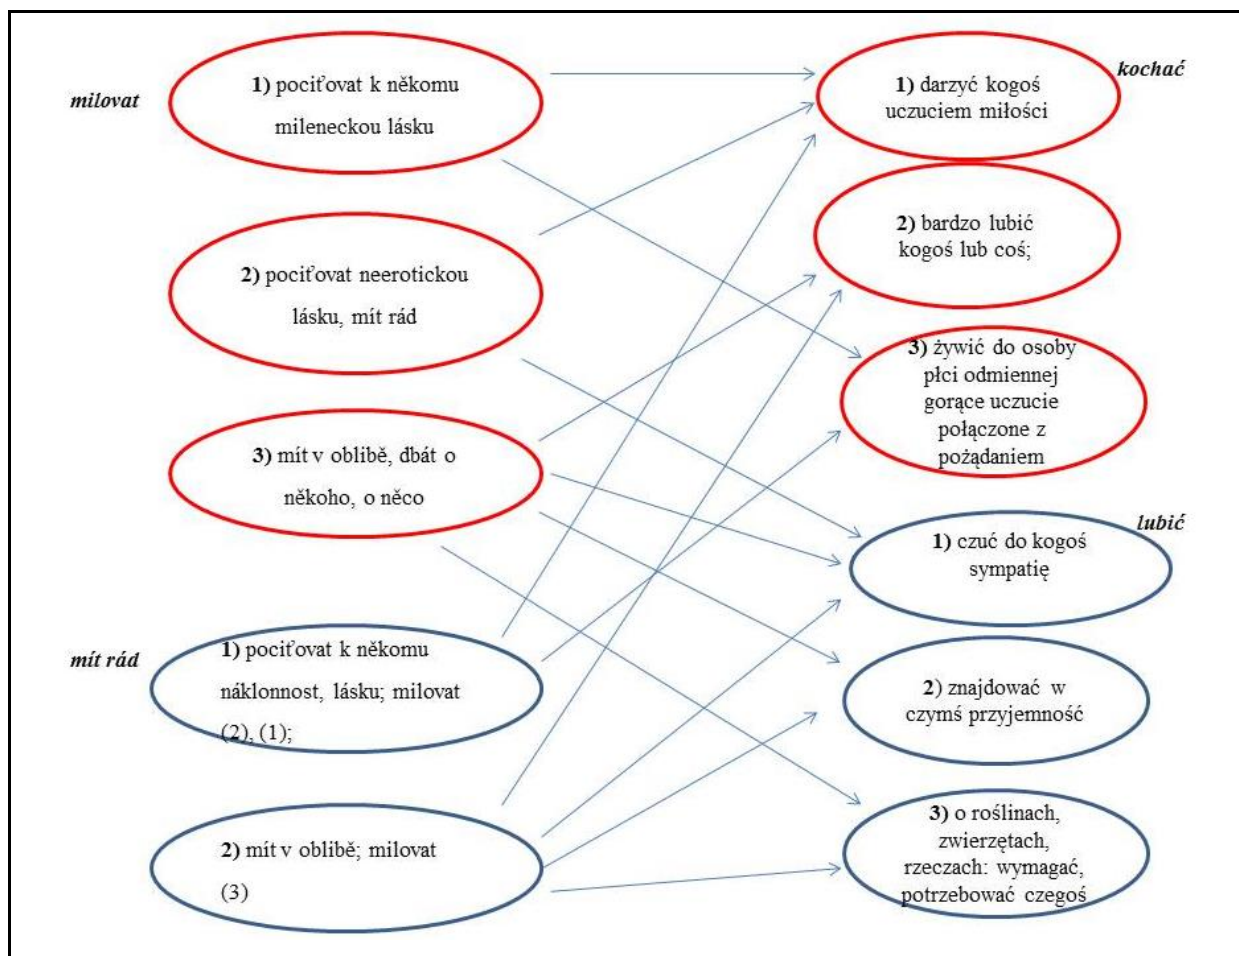 milovat
1) pociťovat k někomu
mileneckou lásku
2) pociťovat neerotickou
lásku, mít rád
3) mít v oblibě, dbát o
někoho, o něco
mít rád
1) pociťovat k někomu
náklonnost, lásku; milovat
(2), (1);
2) mít v oblibě; milovat
(3)
kochać
1) darzyć kogoś
uczuciem miłości
2) bardzo lubić
kogoś lub coś;
3) żywić do osoby
płci odmiennej
gorące uczucie
połączone z
pożądaniem
lubić
1) czuć do kogoś
sympatię
2) znajdować w
czymś przyjemność
3) o roślinach,
zwierzętach,
rzeczach: wymagać,
potrzebować czegoś